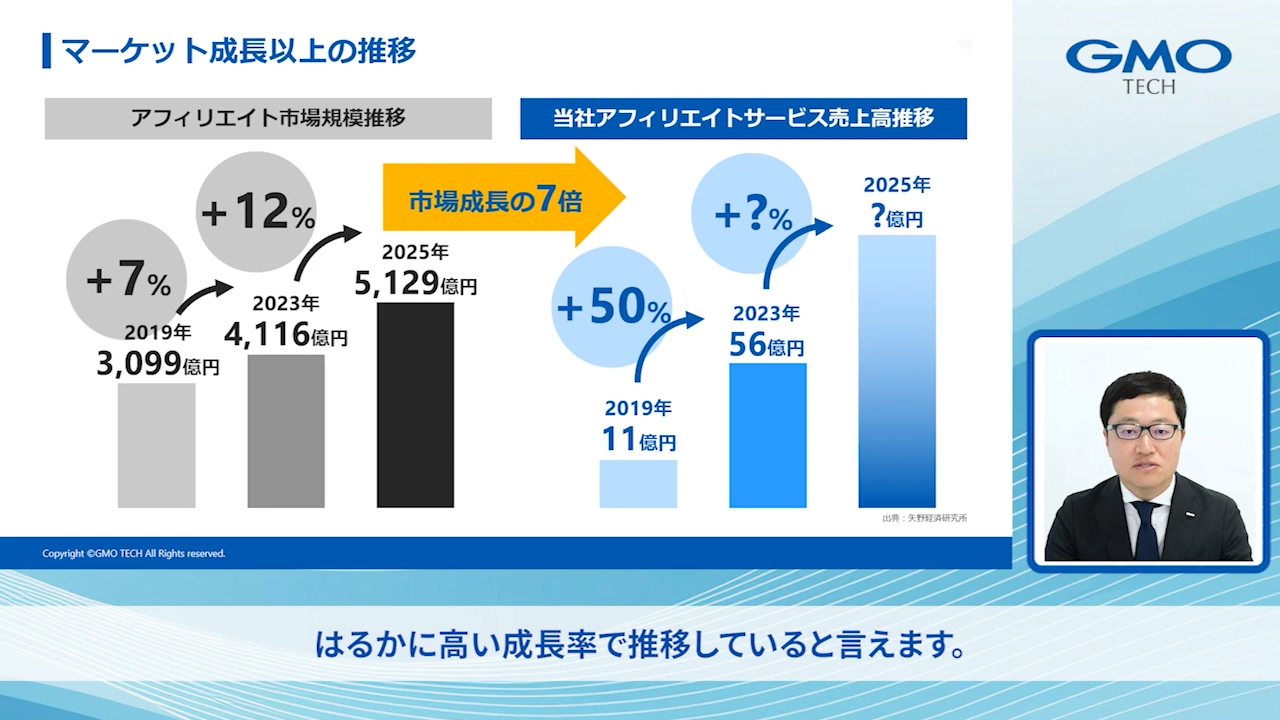 マーケット成長以上の推移
GMO
TECH
アフィリエイト市場規模推移
当社アフィリエイトサービス売上高推移
+7%
+12%
市場成長の7倍
2019年
3,099億円
2023年
4,116億円
2025年
5,129億円
+50%
+?%
2019年
11億円
2023年
56億円
2025年
?億円
出典：矢野経済研究所
Copyright ©GMO TECH All Rights reserved.
はるかに高い成長率で推移していると言えます。